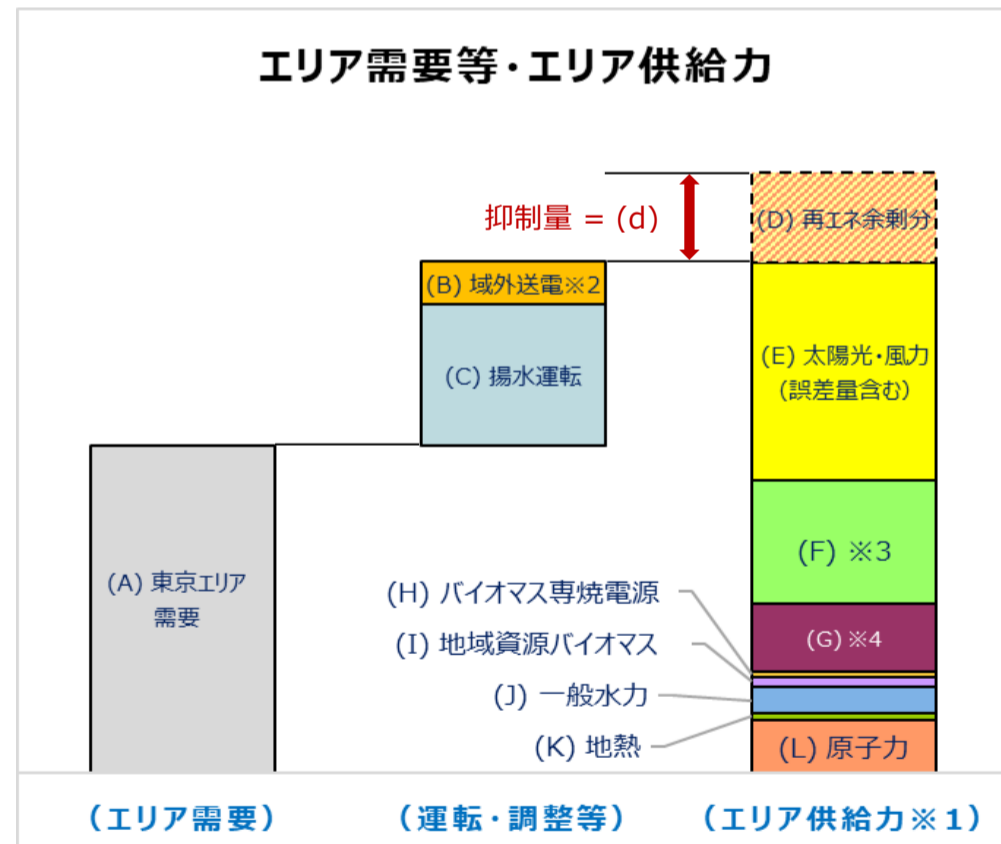 エリア需要等・エリア供給力
抑制量 = (d)
(D) 再エネ余剰分
(B) 域外送電※2
(C) 揚水運転
(E) 太陽光・風力
(誤差量含む)
(F) ※3
(A) 東京エリア
需要
(H) バイオマス専焼電源
(G) ※4
(I) 地域資源バイオマス
(J) 一般水力
(K) 地熱
(L) 原子力
(エリア需要)
(運転・調整等)
(エリア供給力※1)